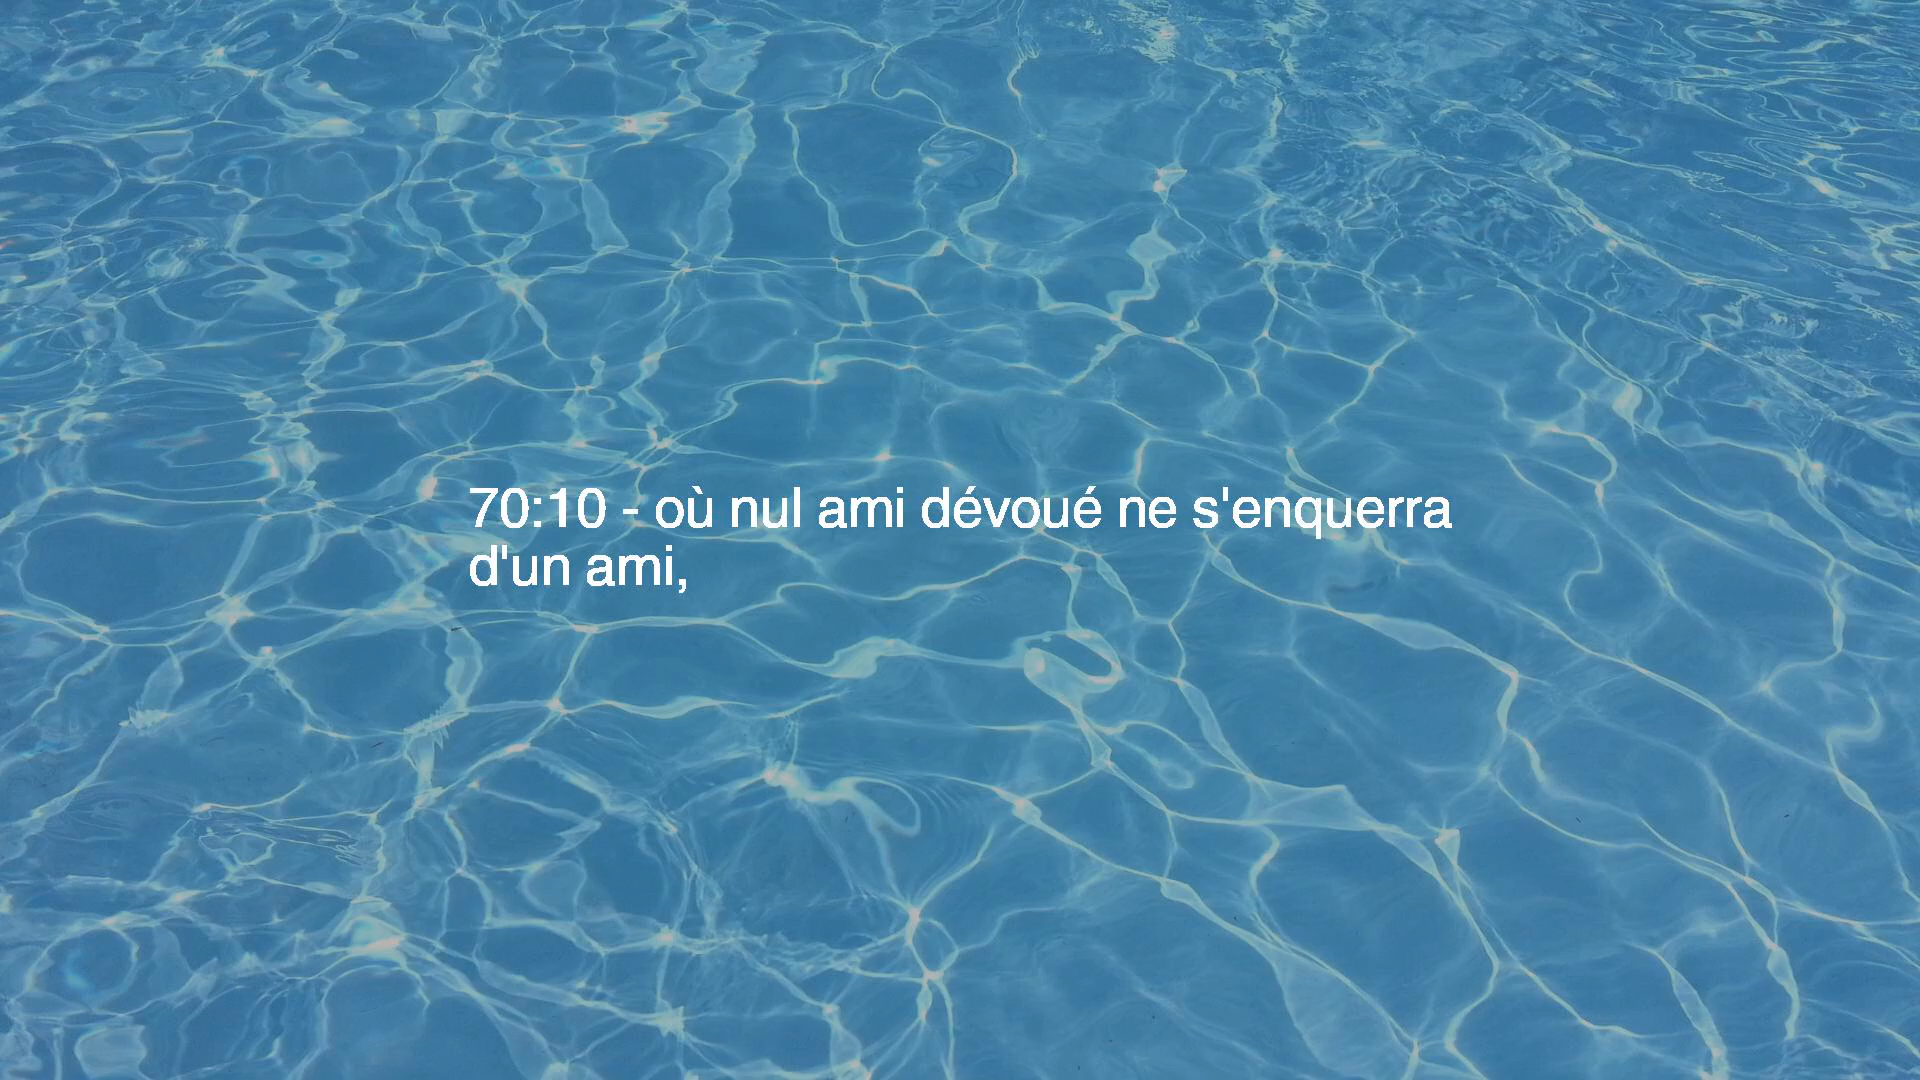 70:10 - où nul ami dévoué ne s'enquerra
d'un ami,